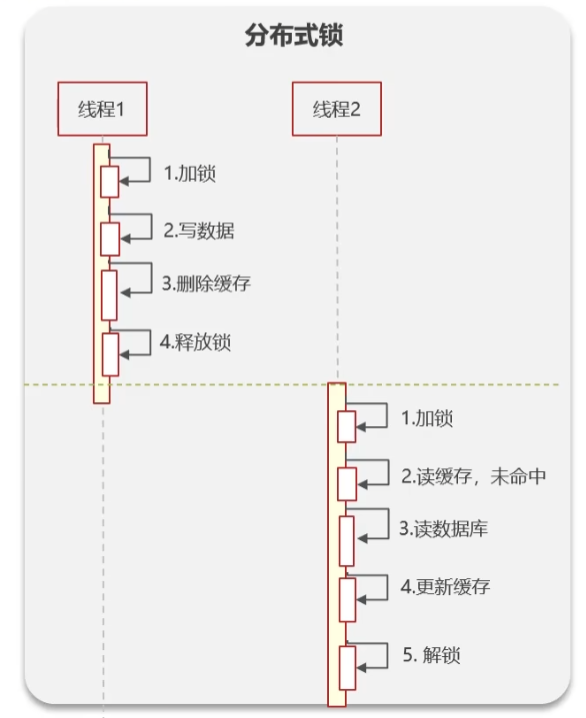 分布式锁
线程1
线程2
1.加锁
2.写数据
3.删除缓存
4.释放锁
1.加锁
2.读缓存，未命中
3.读数据库
4.更新缓存
5. 解锁